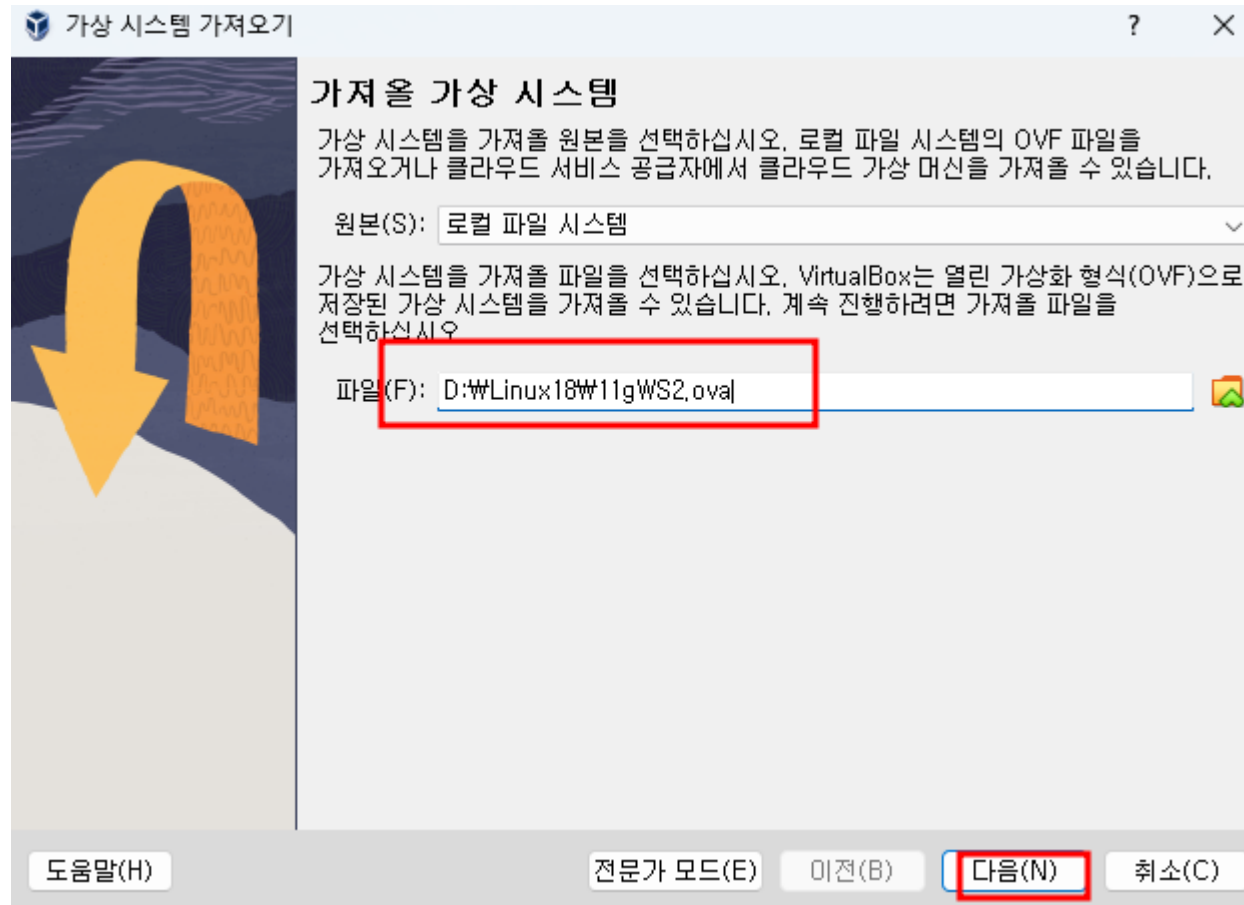 가상 시스템 가져오기
?
가져올 가상 시스템
가상 시스템을 가져올 원본을 선택하십시오. 로컬 파일 시스템의 OVF 파일을
가져오거나 클라우드 서비스 공급자에서 클라우드 가상 머신을 가져올 수 있습니다.
원본(S): 로컬 파일 시스템
가상 시스템을 가져올 파일을 선택하십시오. VirtualBox는 열린 가상화 형식(OVF)으로
저장된 가상 시스템을 가져올 수 있습니다. 계속 진행하려면 가져올 파일을
선택하십시오
파일(F): D:₩Linux18₩11gWS2.ova
도움말(H) 전문가 모드(E) 이전(B) 다음(N) 취소(C)